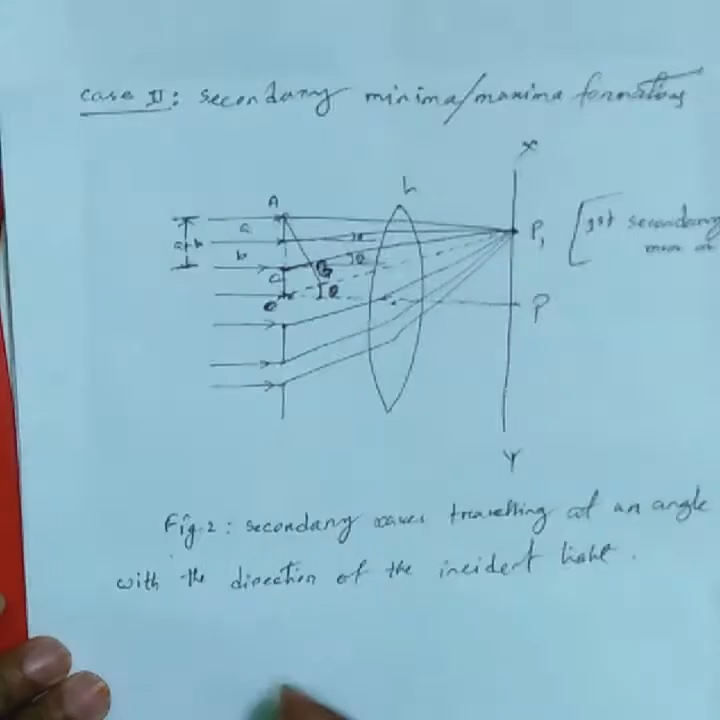 Case II: secondary minima/maxima formations
X
A
L
a
P₁ [1st secondary
a+b
b
θ
θ
C
B
θ
P
Y
Fig.2: secondary waves travelling at an angle
with the direction of the incident light.